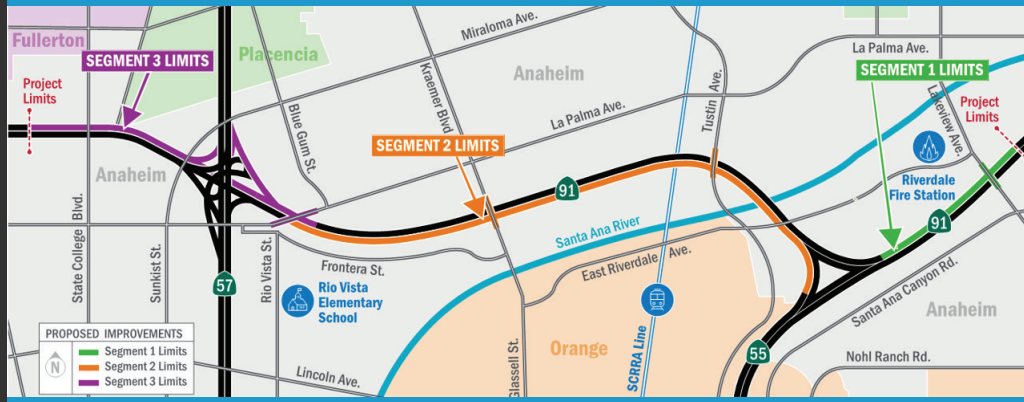 Fullerton
Placencia
SEGMENT 3 LIMITS
Project
Limits
Anaheim
State College Blvd.
Sunkist St.
Rio Vista St.
57
Blue Gum St.
Miraloma Ave.
Kraemer Blvd.
Anaheim
La Palma Ave.
SEGMENT 2 LIMITS
91
Tustin Ave.
La Palma Ave.
SEGMENT 1 LIMITS
Lakeview Ave.
Project
Limits
Riverdale
Fire Station
91
Santa Ana River
East Riverdale Ave.
Santa Ana Canyon Rd.
Anaheim
Frontera St.
Rio Vista
Elementary
School
Glassell St.
Orange
SCRRA Line
55
Nohl Ranch Rd.
Lincoln Ave.
PROPOSED IMPROVEMENTS
N
Segment 1 Limits
Segment 2 Limits
Segment 3 Limits